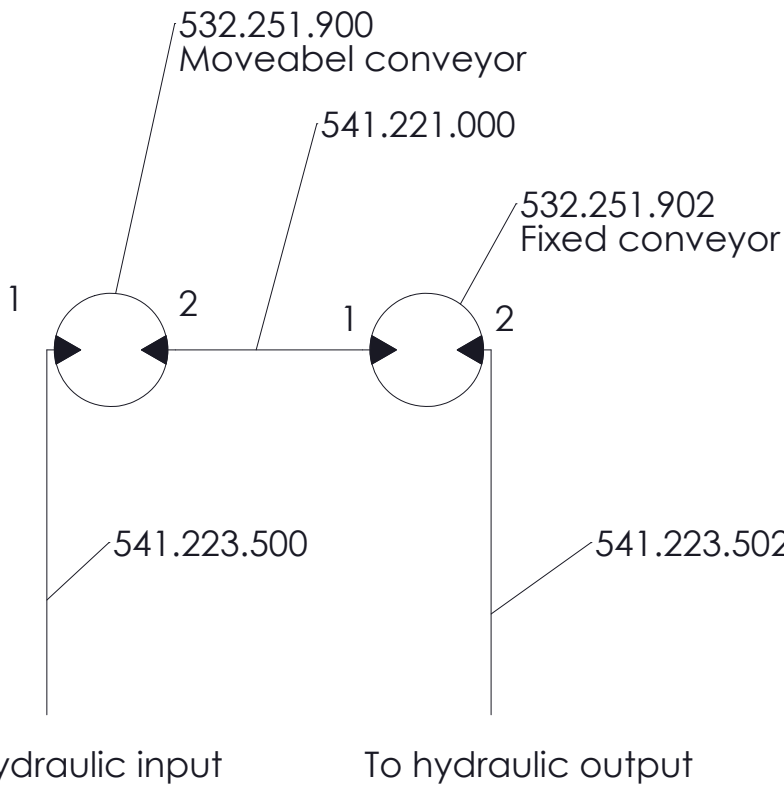 532.251.900
Moveabel conveyor
541.221.000
532.251.902
Fixed conveyor
1
2
1
2
541.223.500
541.223.502
ydraulic input
To hydraulic output